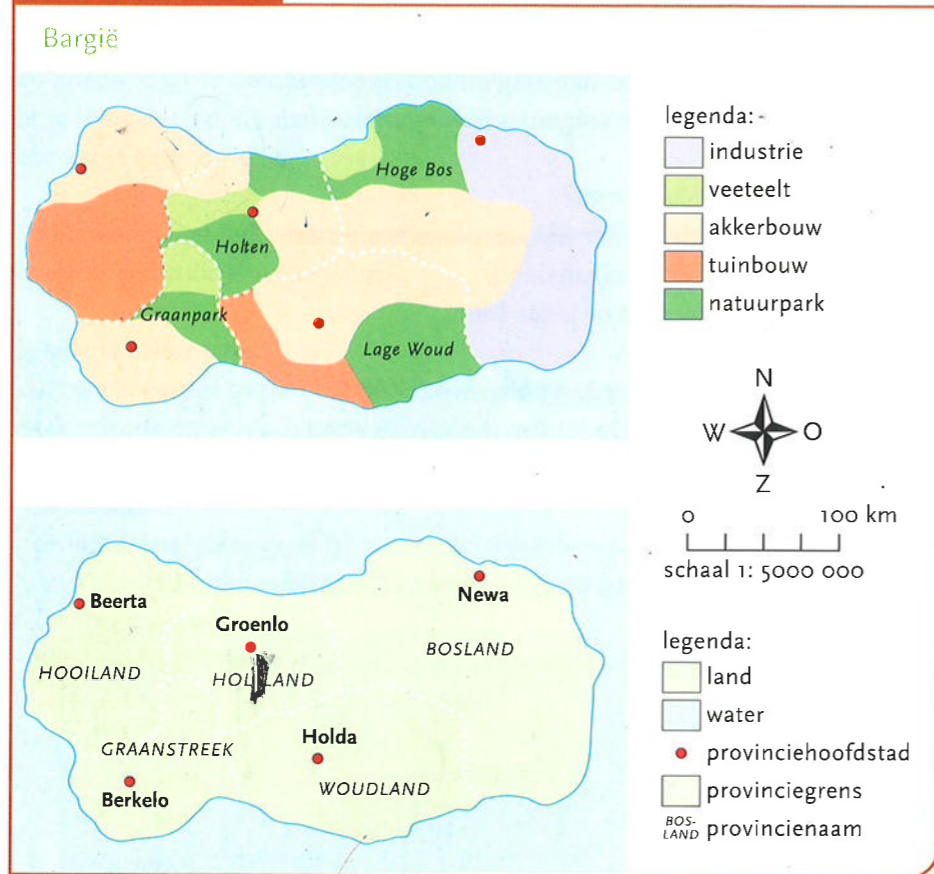 Bargië
Hoge Bos
Holten
Graanpark
Lage Woud
legenda:
industrie
veeteelt
akkerbouw
tuinbouw
natuurpark
N
W O
Z
0 100 km
schaal 1: 5000 000
Beerta
Newa
Groenlo
BOSLAND
HOOILAND
HOLLAND
GRAANSTREEK
Holda
WOUDLAND
Berkelo
legenda:
land
water
provinciehoofdstad
provinciegrens
BOS-
LAND provincienaam